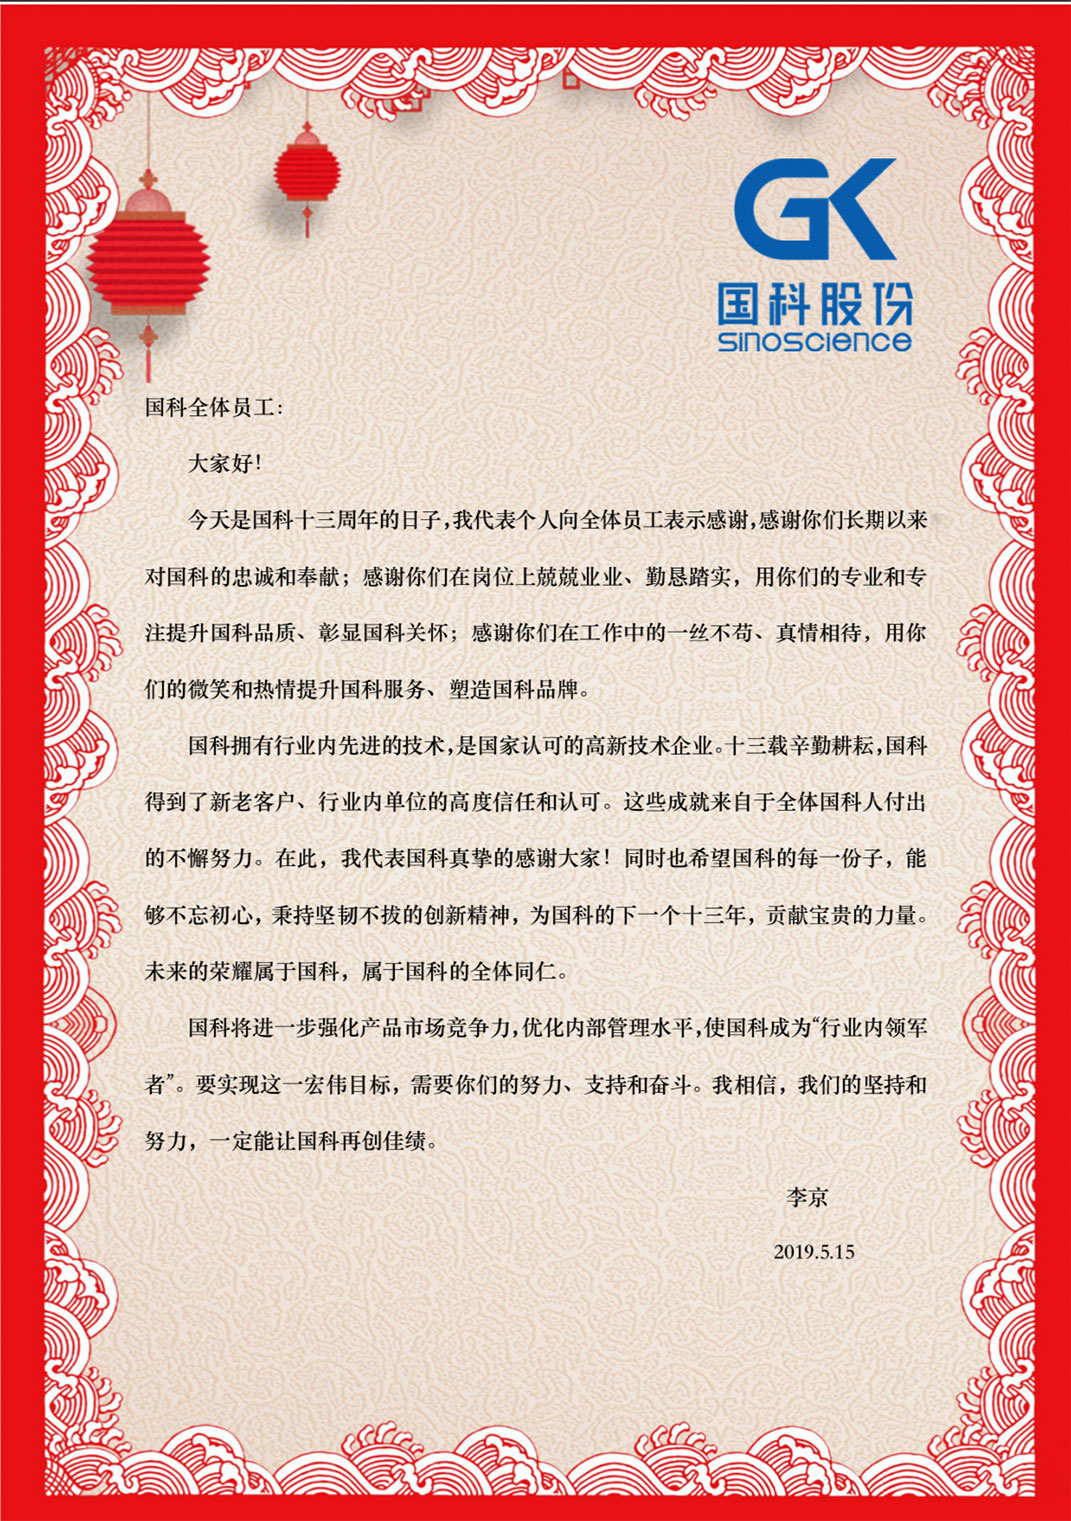 GK
国科股份
sinoscience
国科全体员工：
大家好！
今天是国科十三周年的日子，我代表个人向全体员工表示感谢，感谢你们长期以来
对国科的忠诚和奉献；感谢你们在岗位上兢兢业业、勤恳踏实，用你们的专业和专
注提升国科品质、彰显国科关怀；感谢你们在工作中的一丝不苟、真情相待，用你
们的微笑和热情提升国科服务、塑造国科品牌。
国科拥有行业内先进的技术，是国家认可的高新技术企业。十三载辛勤耕耘，国科
得到了新老客户、行业内单位的高度信任和认可。这些成就来自于全体国科人付出
的不懈努力。在此，我代表国科真挚的感谢大家！同时也希望国科的每一份子，能
够不忘初心，秉持坚韧不拔的创新精神，为国科的下一个十三年，贡献宝贵的力量。
未来的荣耀属于国科，属于国科的全体同仁。
国科将进一步强化产品市场竞争力，优化内部管理水平，使国科成为“行业内领军
者”。要实现这一宏伟目标，需要你们的努力、支持和奋斗。我相信，我们的坚持和
努力，一定能让国科再创佳绩。
李京
2019.5.15